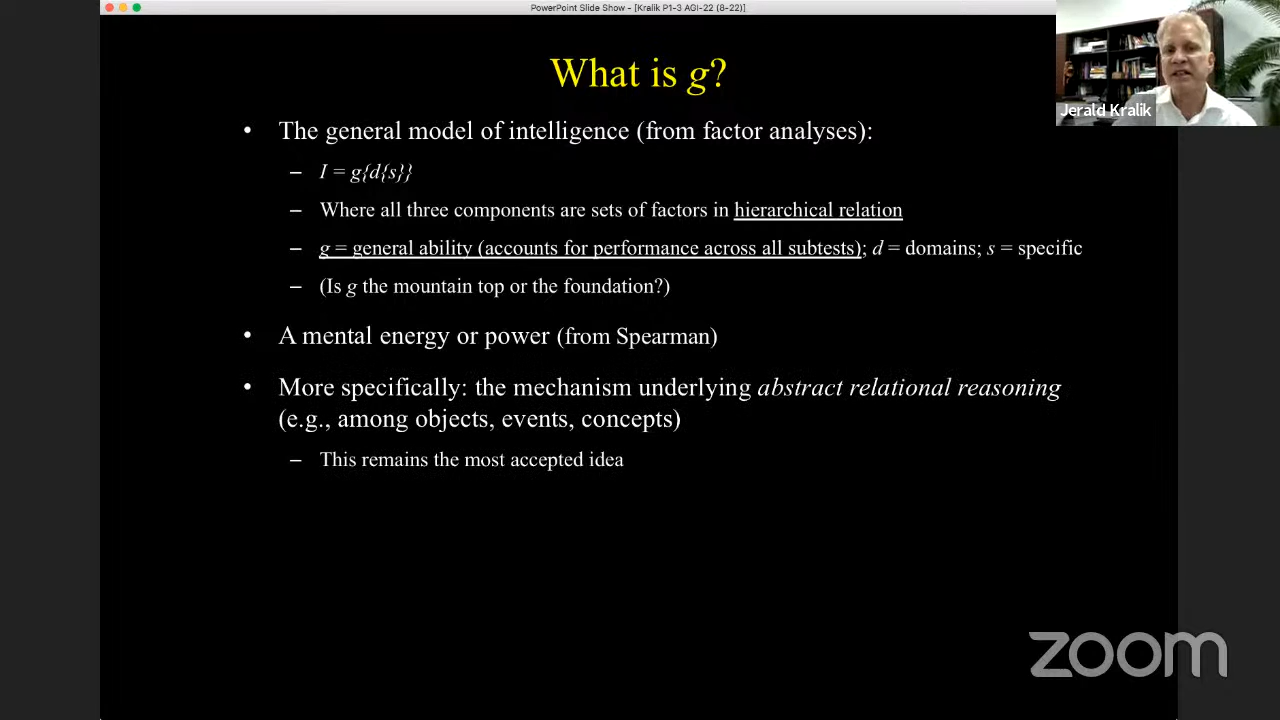 PowerPoint Slide Show - [Kralik P1-3 AGI-22 (8-22)]
What is g?
Jerald Kralik
• The general model of intelligence (from factor analyses):
– I = g{d{s}}
– Where all three components are sets of factors in hierarchical relation
– g = general ability (accounts for performance across all subtests); d = domains; s = specific
– (Is g the mountain top or the foundation?)
• A mental energy or power (from Spearman)
• More specifically: the mechanism underlying abstract relational reasoning
(e.g., among objects, events, concepts)
– This remains the most accepted idea
zoom